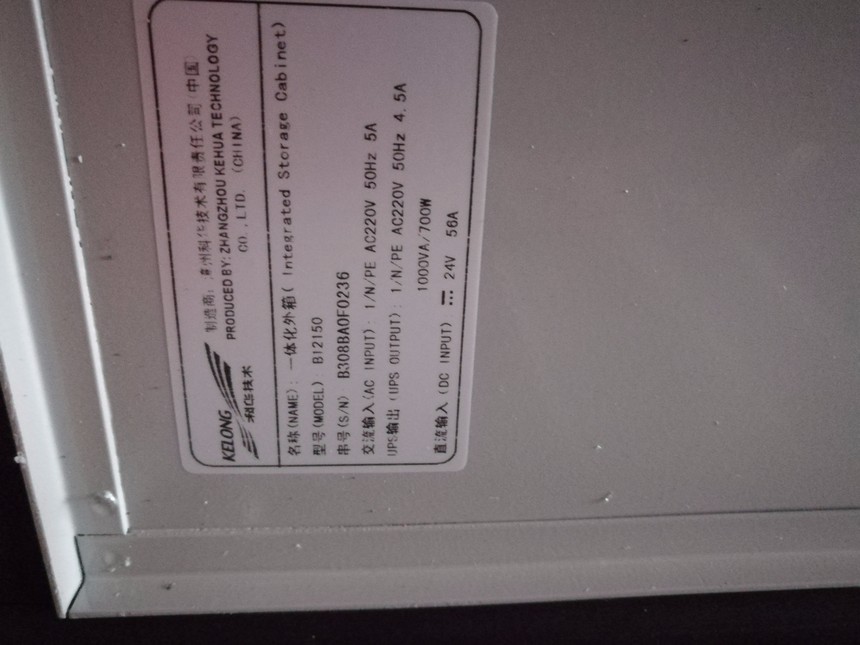 KELONG
科华技术
制造商: 漳州科华技术有限责任公司(中国)
PRODUCED BY: ZHANGZHOU KEHUA TECHNOLOGY
CO.,LTD. (CHINA)
名称(NAME): 一体化外箱( Integrated Storage Cabinet)
型号(MODEL) B12150
串号(S/N) B308BA0F0236
交流输入(AC INPUT): 1/N/PE AC220V 50Hz 5A
UPS输出(UPS OUTPUT): 1/N/PE AC220V 50Hz 4.5A
1000VA/700W
直流输入(DC INPUT) ⎓ 24V 56A